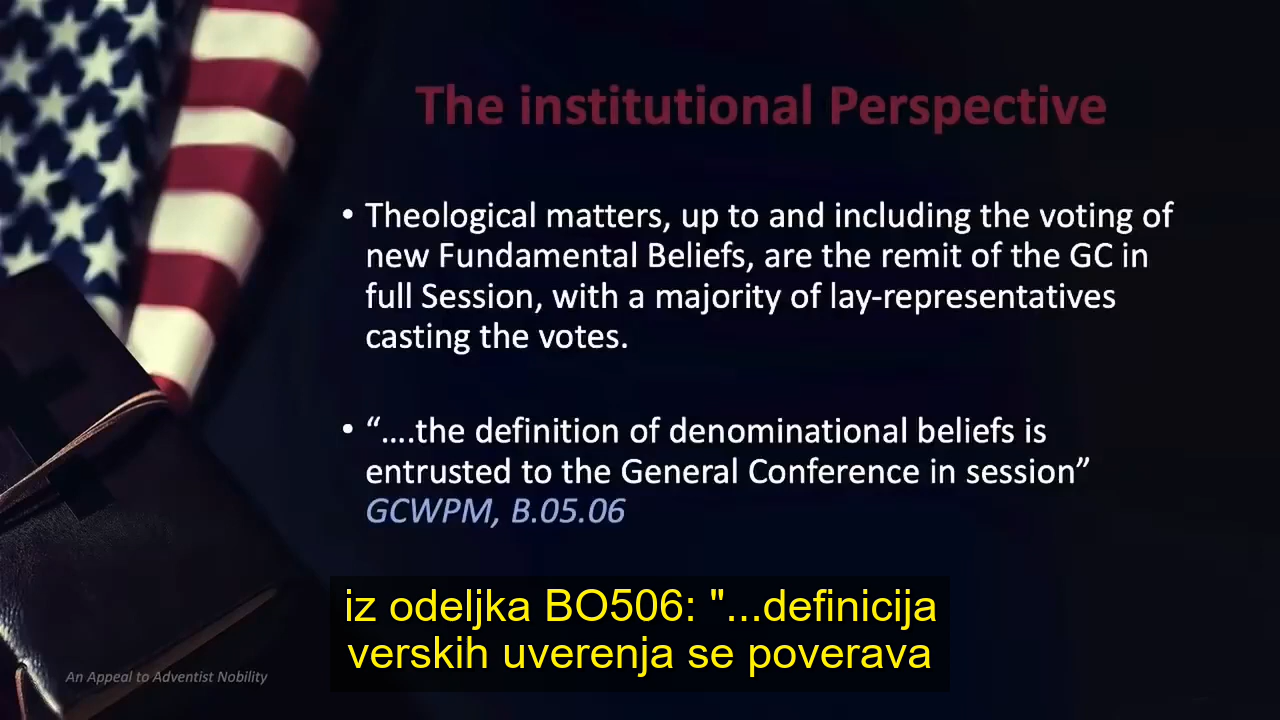 The institutional Perspective
• Theological matters, up to and including the voting of
new Fundamental Beliefs, are the remit of the GC in
full Session, with a majority of lay-representatives
casting the votes.
• “....the definition of denominational beliefs is
entrusted to the General Conference in session”
GCWPM, B.05.06
iz odeljka BO506: "...definicija
verskih uverenja se poverava
An Appeal to Adventist Nobility